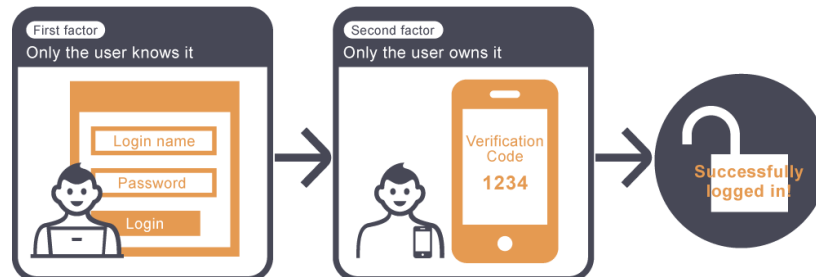 First factor
Only the user knows it
Login name
Password
Login
Second factor
Only the user owns it
Verification
Code
1234
Successfully
logged in!